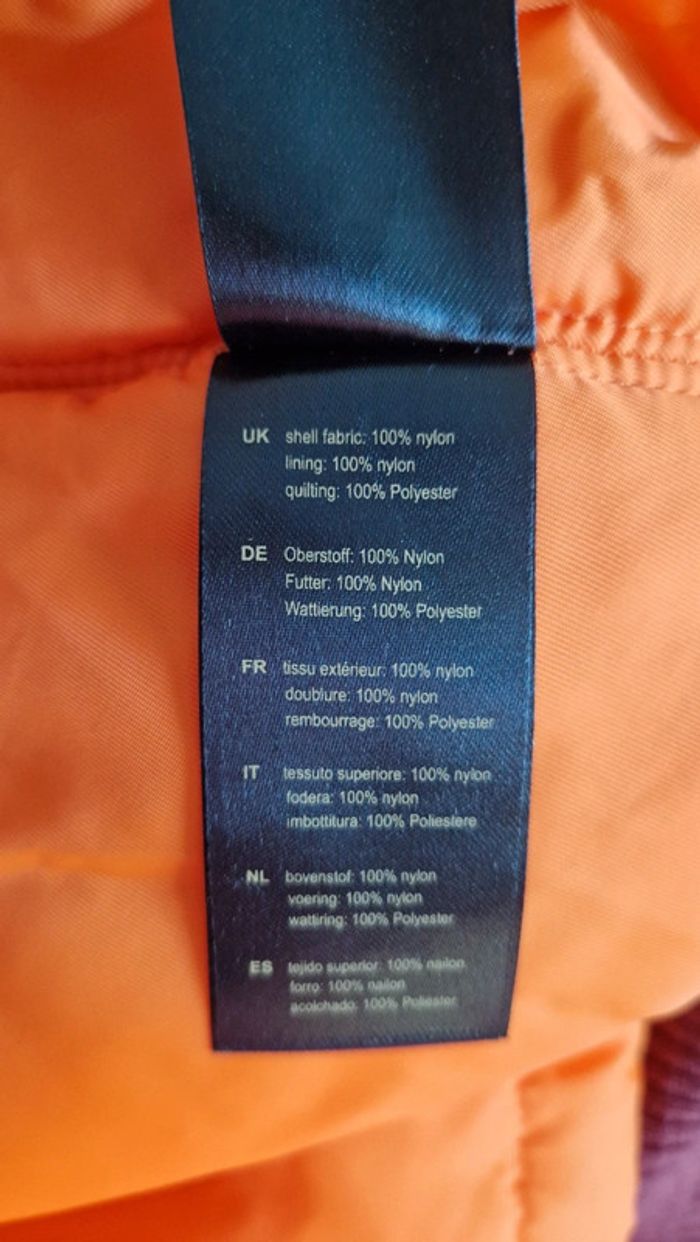 UK shell fabric: 100% nylon
lining: 100% nylon
quilting: 100% Polyester
DE Oberstoff: 100% Nylon
Futter: 100% Nylon
Wattierung: 100% Polyester
FR tissu extérieur: 100% nylon
doublure: 100% nylon
rembourrage: 100% Polyester
IT tessuto superiore: 100% nylon
fodera: 100% nylon
imbottitura: 100% Poliestere
NL bovenstof: 100% nylon
voering: 100% nylon
wattiring: 100% Polyester
ES tejido superior: 100% nailon
forro: 100% nailon
acolchado: 100% Poliester